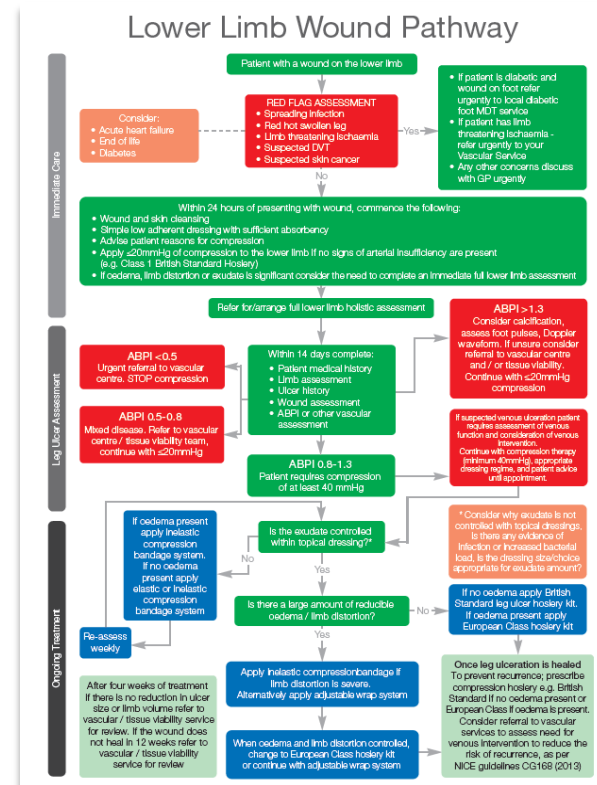 Lower Limb Wound Pathway
Immediate Care
Patient with a wound on the lower limb
Consider:
• Acute heart failure
• End of life
• Diabetes
RED FLAG ASSESSMENT
• Spreading infection
• Red hot swollen leg
• Limb threatening ischaemia
• Suspected DVT
• Suspected skin cancer
Yes
• If patient is diabetic and
wound on foot refer
urgently to local diabetic
foot MDT service
• If patient has limb
threatening ischaemia -
refer urgently to your
Vascular Service
• Any other concerns discuss
with GP urgently
No
Within 24 hours of presenting with wound, commence the following:
• Wound and skin cleansing
• Simple low adherent dressing with sufficient absorbency
• Advise patient reasons for compression
• Apply ≤20mmHg of compression to the lower limb if no signs of arterial insufficiency are present
(e.g. Class 1 British Standard Hosiery)
• If oedema, limb distortion or exudate is significant consider the need to complete an immediate full lower limb assessment
Refer for/arrange full lower limb holistic assessment
Leg Ulcer Assessment
ABPI <0.5
Urgent referral to vascular
centre. STOP compression
ABPI 0.5-0.8
Mixed disease. Refer to vascular
centre / tissue viability team,
continue with ≤20mmHg
Within 14 days complete:
• Patient medical history
• Limb assessment
• Ulcer history
• Wound assessment
• ABPI or other vascular
assessment
ABPI >1.3
Consider calcification,
assess foot pulses, Doppler
waveform. If unsure consider
referral to vascular centre
and / or tissue viability.
Continue with ≤20mmHg
compression
ABPI 0.8-1.3
Patient requires compression
of at least 40 mmHg
If suspected venous ulceration patient
requires assessment of venous
function and consideration of venous
intervention.
Continue with compression therapy
(minimum 40mmHg), appropriate
dressing regime, and patient advice
until appointment.
Ongoing Treatment
If oedema present
apply inelastic
compression
bandage system.
If no oedema
present apply
elastic or inelastic
compression
bandage system
Is the exudate controlled
within topical dressing?*
No
Yes
* Consider why exudate is not
controlled with topical dressings.
Is there any evidence of
infection or increased bacterial
load, is the dressing size/choice
appropriate for exudate amount?
Re-assess
weekly
Is there a large amount of reducible
oedema / limb distortion?
No
If no oedema apply British
Standard leg ulcer hosiery kit.
If oedema present apply
European Class hosiery kit
Yes
After four weeks of treatment
If there is no reduction in ulcer
size or limb volume refer to
vascular / tissue viability service
for review. If the wound does
not heal in 12 weeks refer to
vascular / tissue viability
service for review
Apply inelastic compressionbandage if
limb distortion is severe.
Alternatively apply adjustable wrap system
When oedema and limb distortion controlled,
change to European Class hosiery kit
or continue with adjustable wrap system
Once leg ulceration is healed
To prevent recurrence; prescribe
compression hosiery e.g. British
Standard if no oedema present or
European Class if oedema is present.
Consider referral to vascular
services to assess need for
venous intervention to reduce the
risk of recurrence, as per
NICE guidelines CG168 (2013)